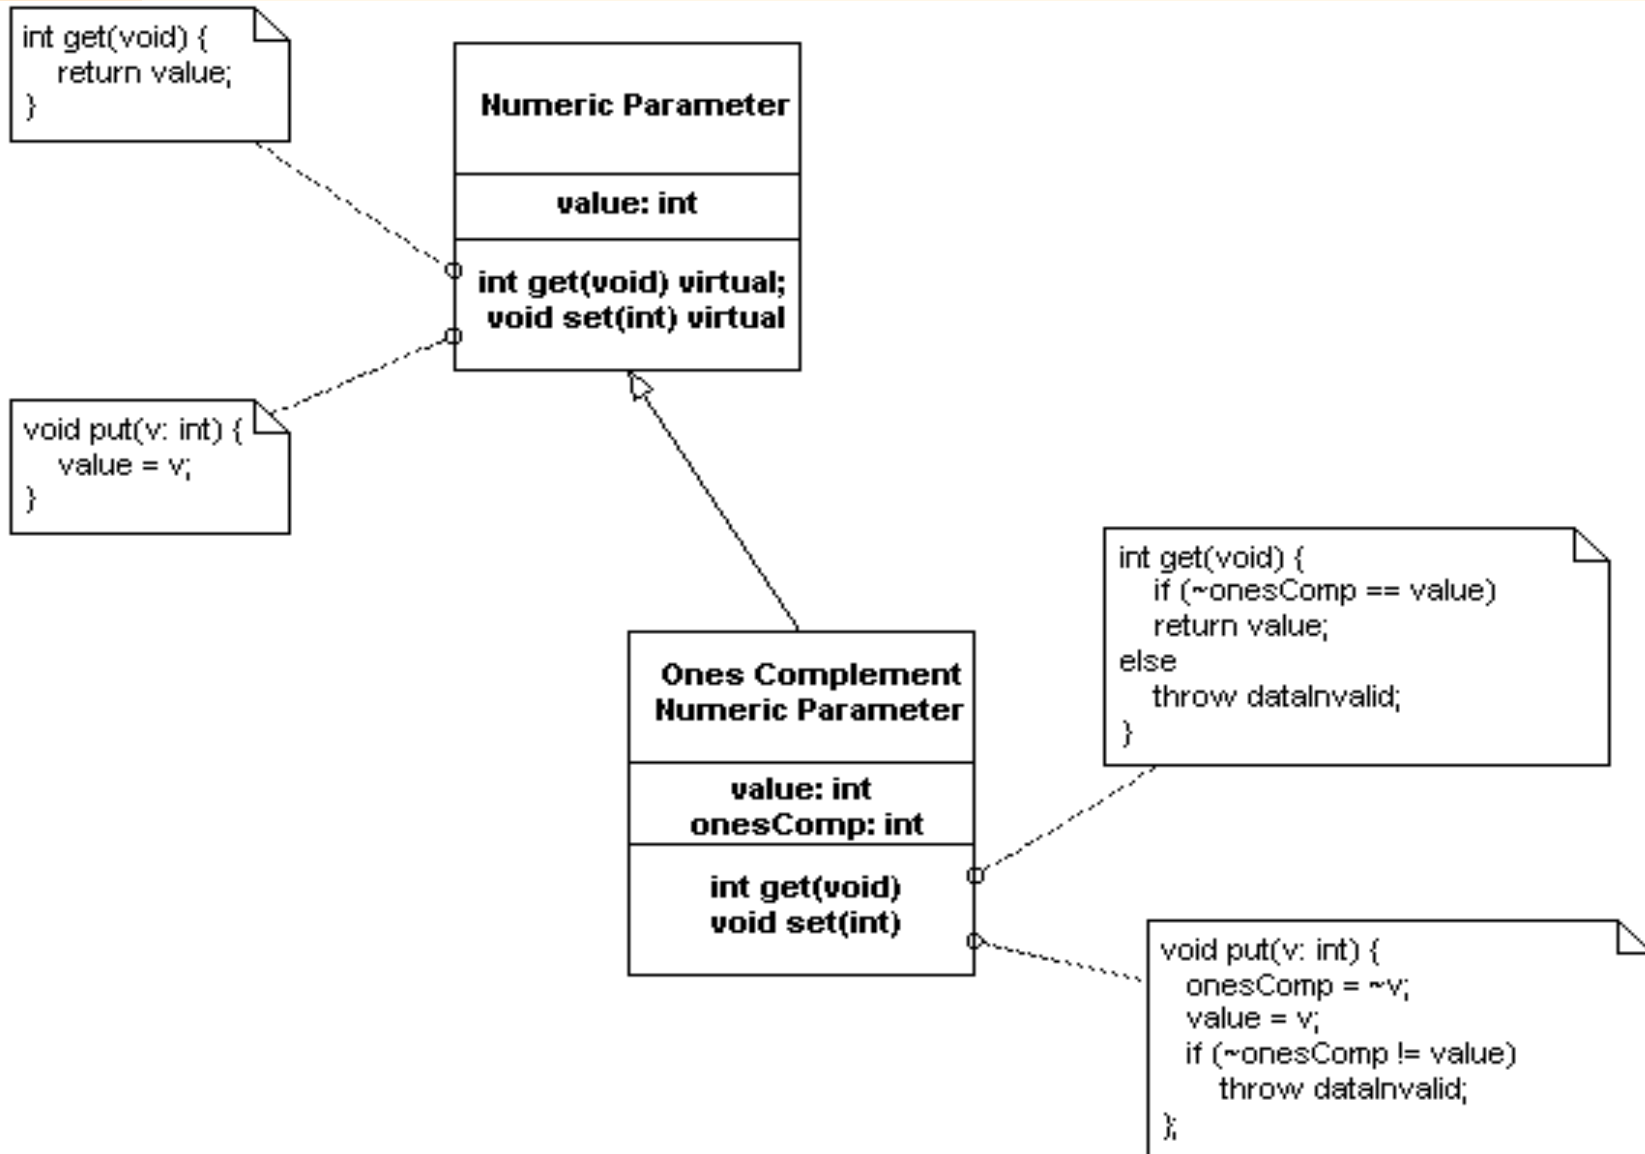 int get(void) {
return value;
}
Numeric Parameter
value: int
int get(void) virtual;
void set(int) virtual
void put(v: int) {
value = v;
}
int get(void) {
if (~onesComp == value)
return value;
else
throw dataInvalid;
}
Ones Complement
Numeric Parameter
value: int
onesComp: int
int get(void)
void set(int)
void put(v: int) {
onesComp = ~v;
value = v;
if (~onesComp != value)
throw dataInvalid;
};